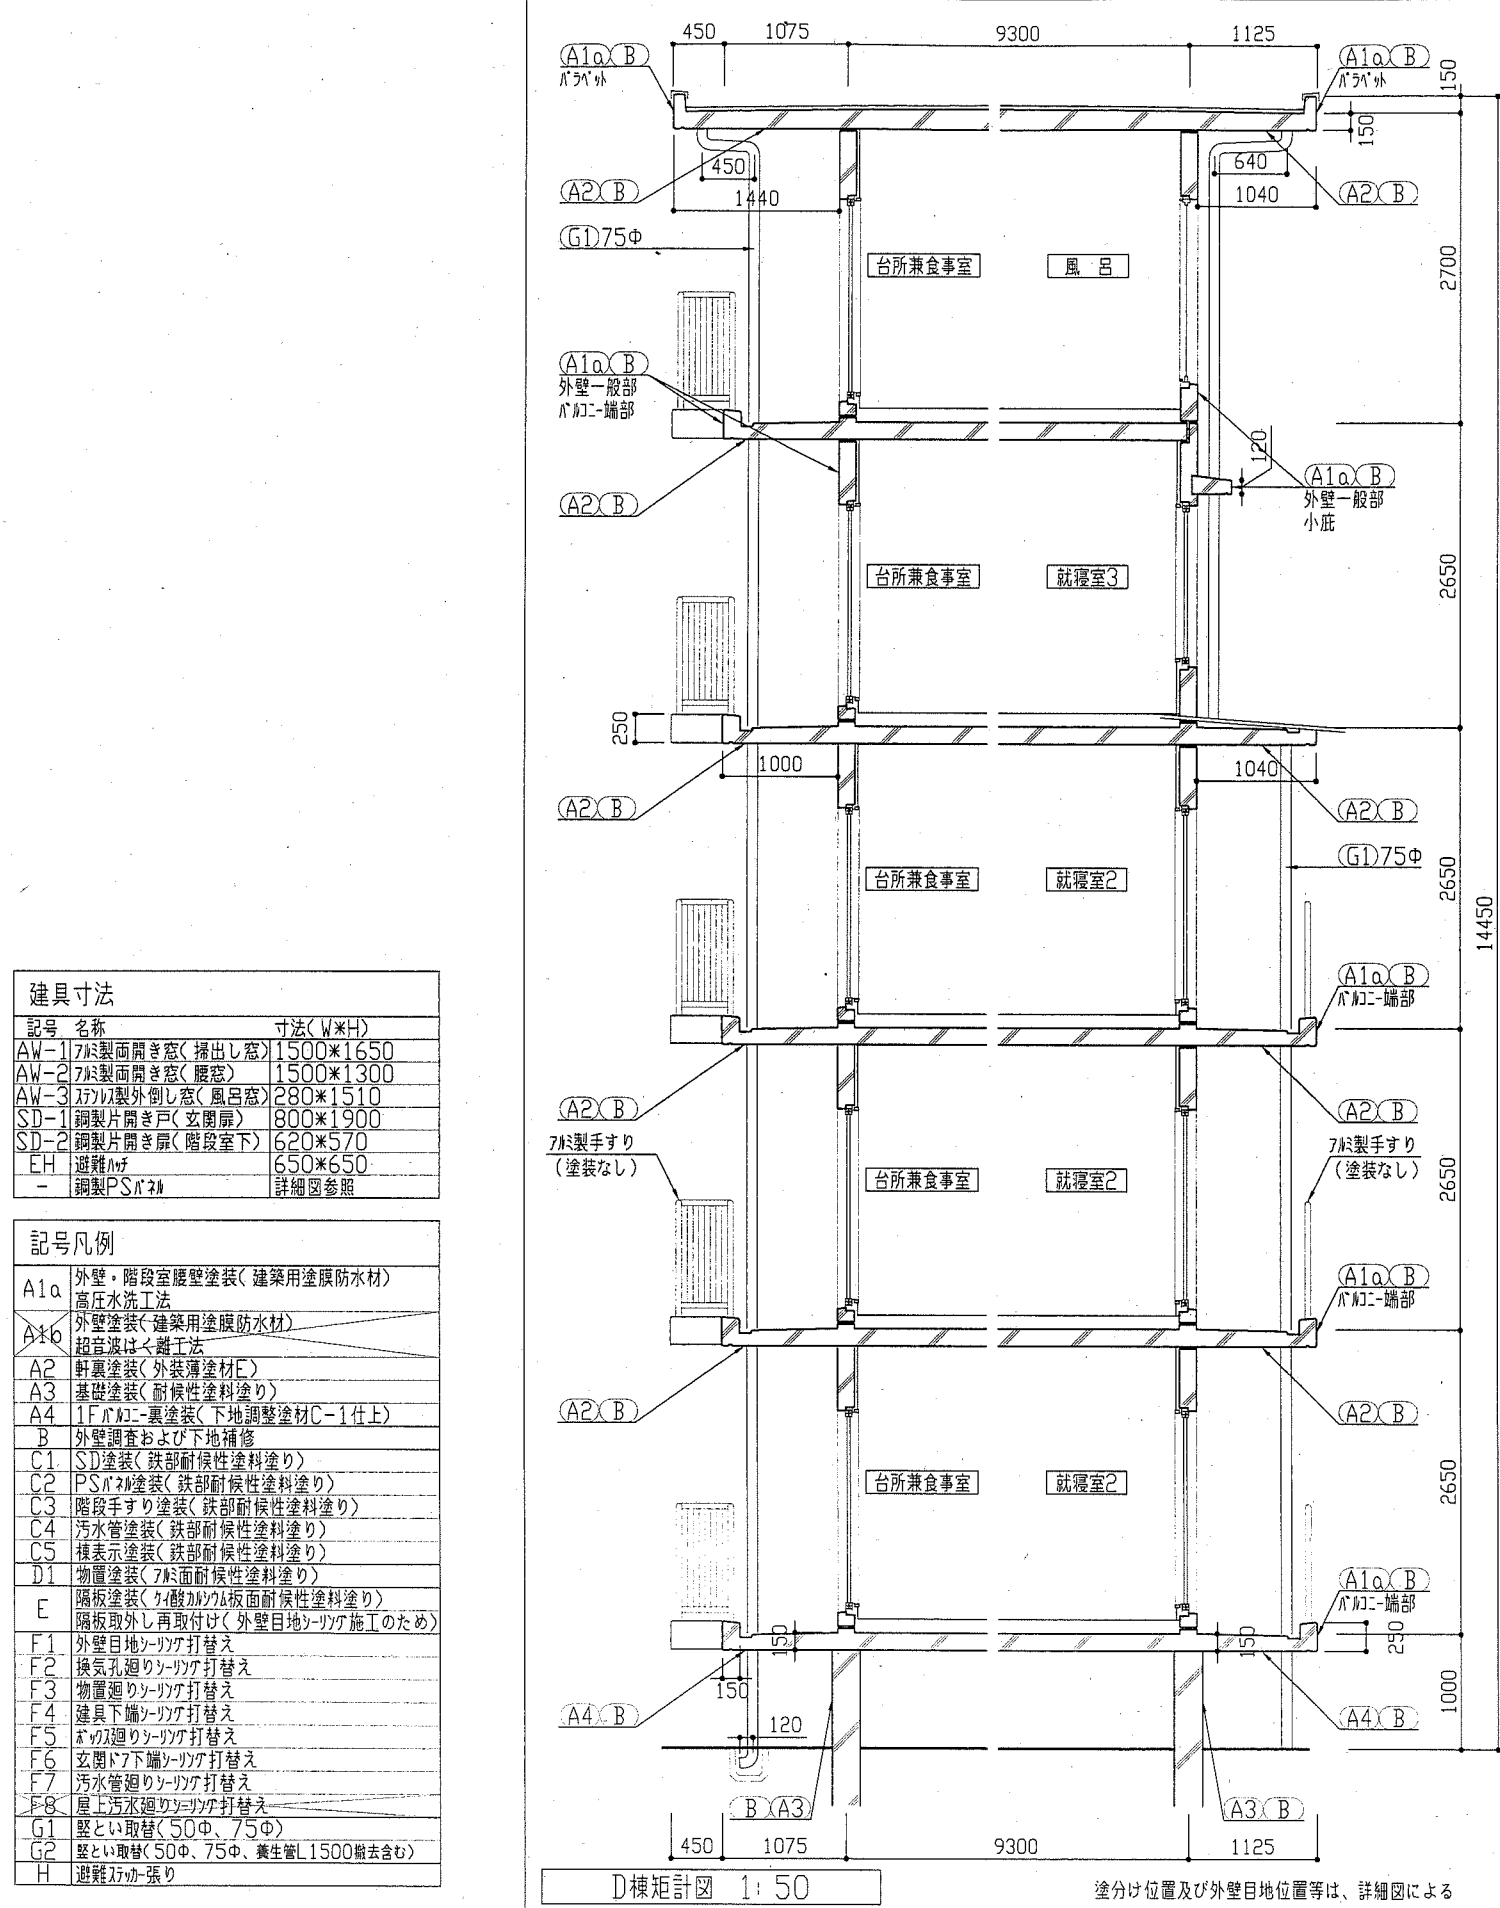 450 1075 9300 1125
A1a B
パラペット
A1a B
パラペット
150
150
450
640
A2 B
1440
1040
A2 B
G1 75Φ
台所兼食事室
風 呂
2700
A1a B
外壁一般部
バルコニー端部
120
A1a B
外壁一般部
小庇
A2 B
台所兼食事室
就寝室3
2650
250
1000
1040
A2 B
A2 B
G1 75Φ
台所兼食事室
就寝室2
2650
14450
A1a B
バルコニー端部
A2 B
A2 B
アルミ製手すり
(塗装なし)
アルミ製手すり
(塗装なし)
台所兼食事室
就寝室2
2650
A1a B
バルコニー端部
A2 B
A2 B
台所兼食事室
就寝室2
2650
A1a B
バルコニー端部
150
150
250
150
A4 B
A4 B
1000
120
B A3
A3 B
450 1075 9300 1125
D棟矩計図 1:50
塗分け位置及び外壁目地位置等は、詳細図による
建具寸法
記号 名称 寸法(W*H)
AW-1 アルミ製両開き窓(掃出し窓) 1500*1650
AW-2 アルミ製両開き窓(腰窓) 1500*1300
AW-3 ステンレス製外倒し窓(風呂窓) 280*1510
SD-1 鋼製片開き戸(玄関扉) 800*1900
SD-2 鋼製片開き扉(階段室下) 620*570
EH 避難ハッチ 650*650
- 鋼製PSパネル 詳細図参照
記号凡例
A1a 外壁・階段室腰壁塗装(建築用塗膜防水材)
高圧水洗工法
A1b 外壁塗装(建築用塗膜防水材)
超音波はく離工法
A2 軒裏塗装(外装薄塗材E)
A3 基礎塗装(耐候性塗料塗り)
A4 1Fバルコニー裏塗装(下地調整塗材C-1仕上)
B 外壁調査および下地補修
C1 SD塗装(鉄部耐候性塗料塗り)
C2 PSパネル塗装(鉄部耐候性塗料塗り)
C3 階段手すり塗装(鉄部耐候性塗料塗り)
C4 汚水管塗装(鉄部耐候性塗料塗り)
C5 棟表示塗装(鉄部耐候性塗料塗り)
D1 物置塗装(アルミ面耐候性塗料塗り)
E 隔板塗装(ケイ酸カルシウム板面耐候性塗料塗り)
隔板取外し再取付け(外壁目地シーリング施工のため)
F1 外壁目地シーリング打替え
F2 換気孔廻りシーリング打替え
F3 物置廻りシーリング打替え
F4 建具下端シーリング打替え
F5 ボックス廻りシーリング打替え
F6 玄関ドア下端シーリング打替え
F7 汚水管廻りシーリング打替え
F8 屋上汚水廻りシーリング打替え
G1 竪とい取替(50Φ、75Φ)
G2 竪とい取替(50Φ、75Φ、養生管L1500撤去含む)
H 避難ステッカー張り